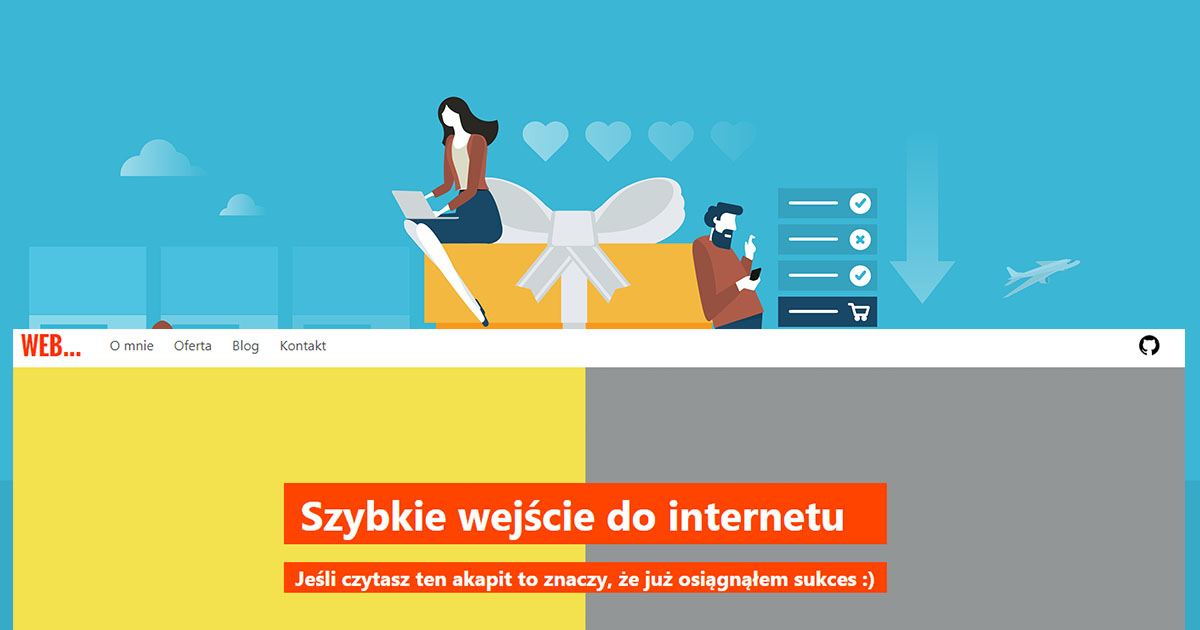 WEB...
O mnie Oferta Blog Kontakt
Szybkie wejście do internetu
Jeśli czytasz ten akapit to znaczy, że już osiągnąłem sukces :)